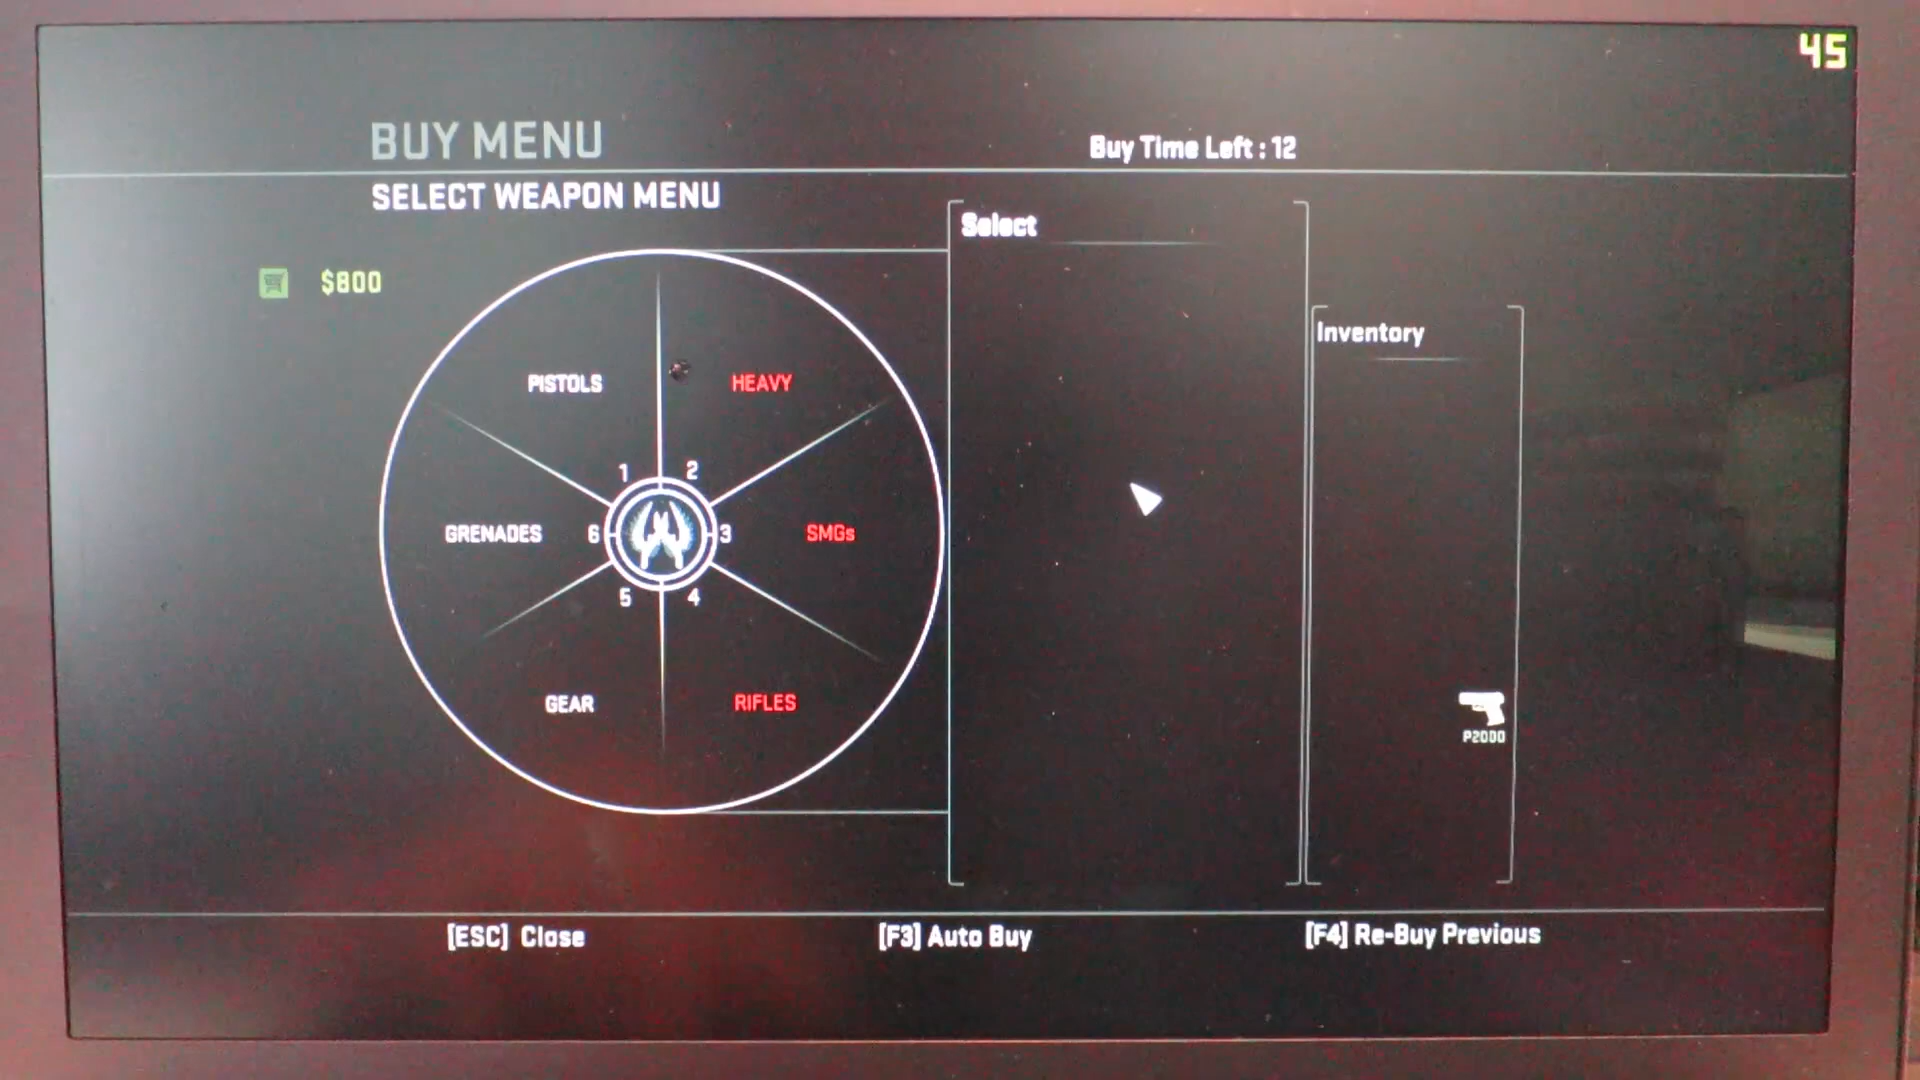 45
BUY MENU
Buy Time Left : 12
SELECT WEAPON MENU
Select
$800
Inventory
PISTOLS
HEAVY
1
2
GRENADES
6
3
SMGs
5
4
GEAR
RIFLES
P2000
[ESC] Close
[F3] Auto Buy
[F4] Re-Buy Previous